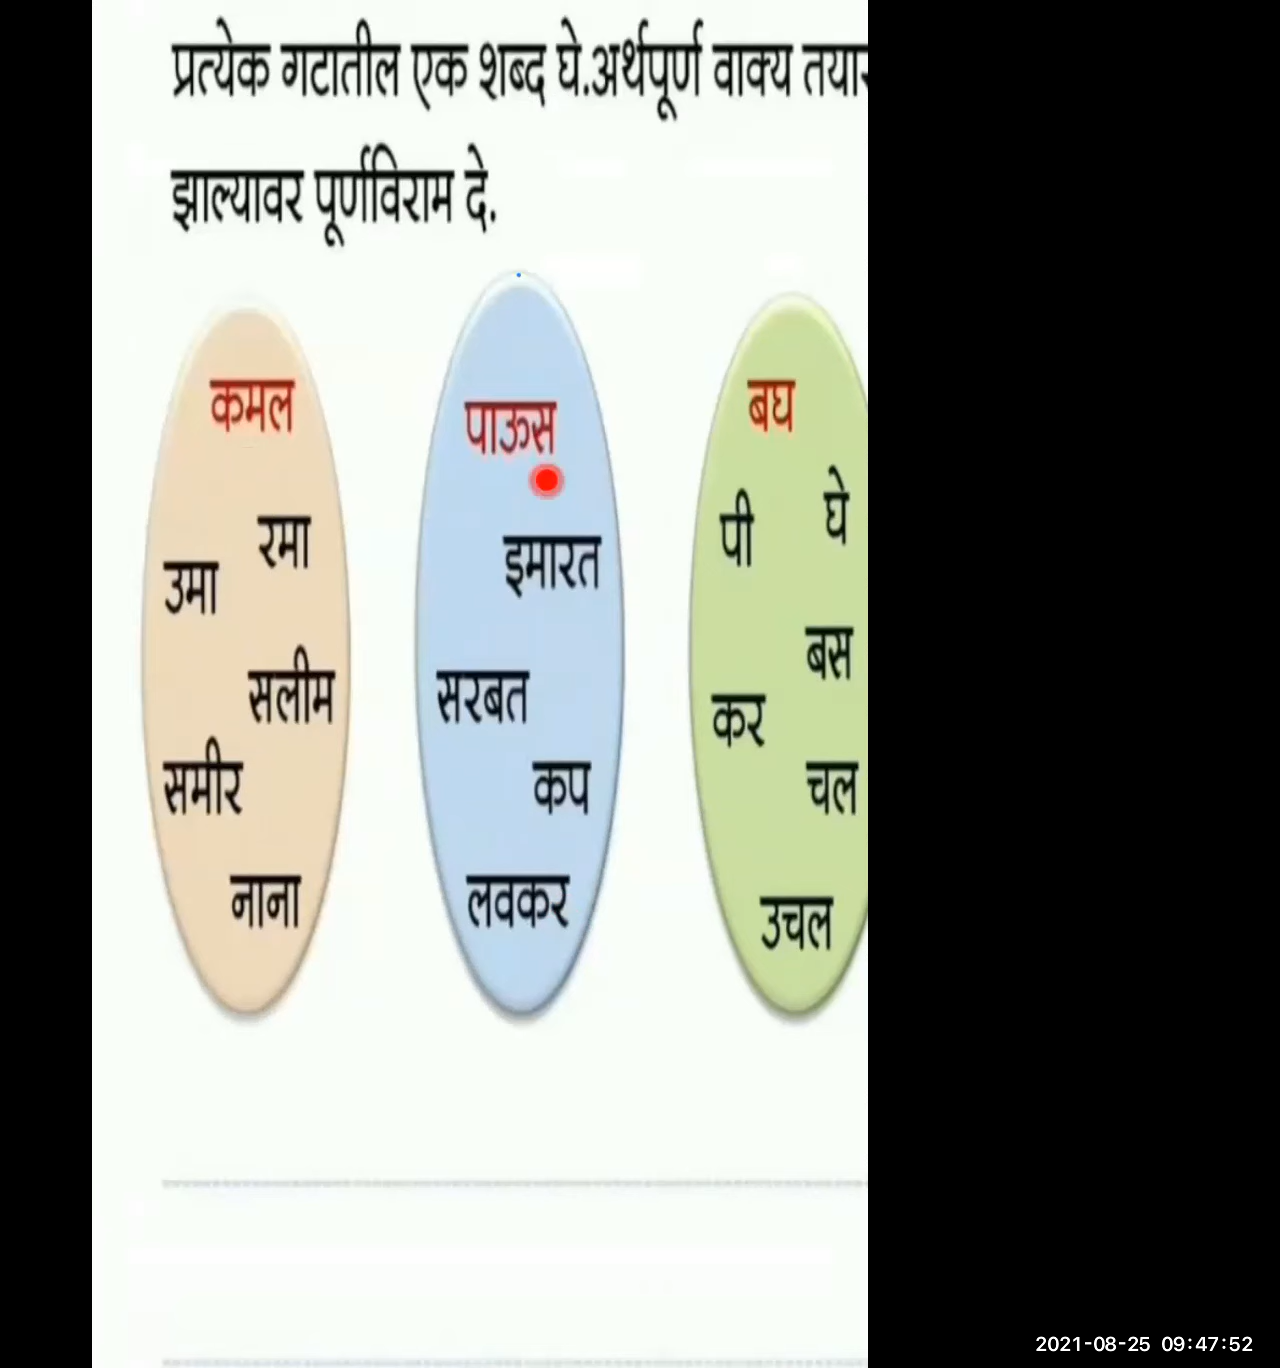 प्रत्येक गटातील एक शब्द घे.अर्थपूर्ण वाक्य
झाल्यावर पूर्णविराम दे.
कमल
रमा
उमा
सलीम
समीर
नाना
पाऊस
इमारत
सरबत
कप
लवकर
बघ
घे
पी
बस
कर
चल
उचल
2021-08-25 09:47:52